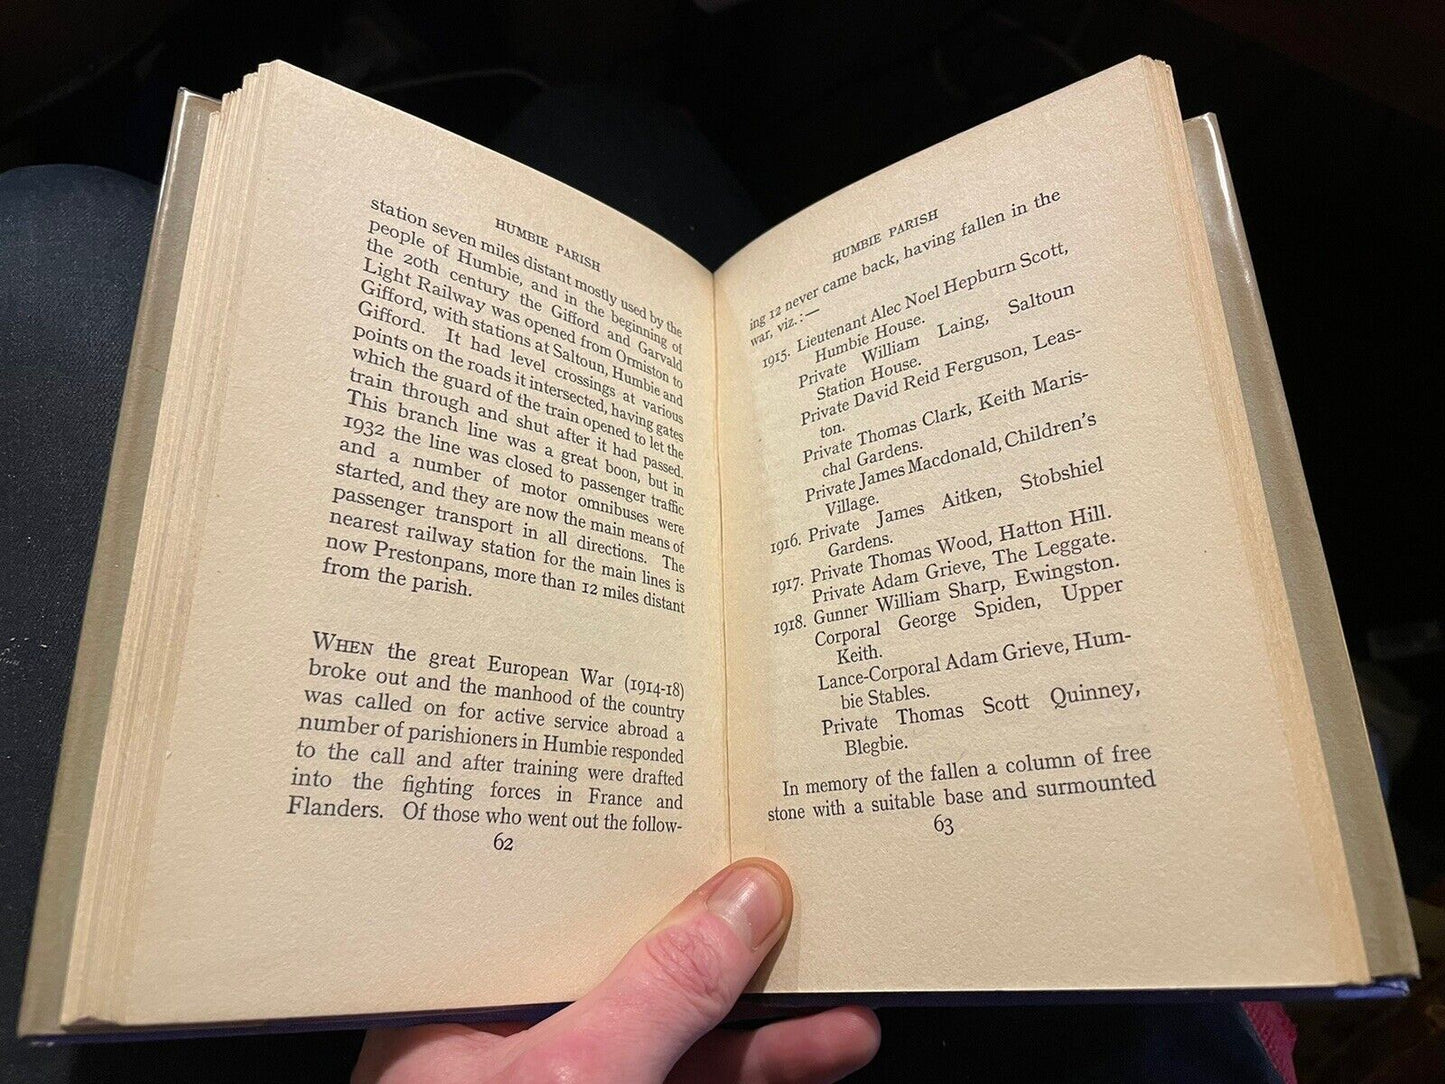 HUMBIE PARISH
station seven miles distant mostly used by the
people of Humbie, and in the beginning of
the 20th century the Gifford and Garvald
Light Railway was opened from Ormiston to
Gifford, with stations at Saltoun, Humbie and
Gifford. It had level crossings at various
points on the roads it intersected, having gates
which the guard of the train opened to let the
train through and shut after it had passed.
This branch line was a great boon, but in
1932 the line was closed to passenger traffic
and a number of motor omnibuses were
started, and they are now the main means of
passenger transport in all directions. The
nearest railway station for the main lines is
now Prestonpans, more than 12 miles distant
from the parish.
WHEN the great European War (1914-18)
broke out and the manhood of the country
was called on for active service abroad a
number of parishioners in Humbie responded
to the call and after training were drafted
into the fighting forces in France and
Flanders. Of those who went out the follow-
62
HUMBIE PARISH
ing 12 never came back, having fallen in the
war, viz.:—
1915. Lieutenant Alec Noel Hepburn Scott,
Humbie House.
Private William Laing, Saltoun
Station House.
Private David Reid Ferguson, Leas-
ton.
Private Thomas Clark, Keith Maris-
chal Gardens.
Private James Macdonald, Children's
Village.
1916. Private James Aitken, Stobshiel
Gardens.
1917. Private Thomas Wood, Hatton Hill.
Private Adam Grieve, The Leggate.
1918. Gunner William Sharp, Ewingston.
Corporal George Spiden, Upper
Keith.
Lance-Corporal Adam Grieve, Hum-
bie Stables.
Private Thomas Scott Quinney,
Blegbie.
In memory of the fallen a column of free
stone with a suitable base and surmounted
63